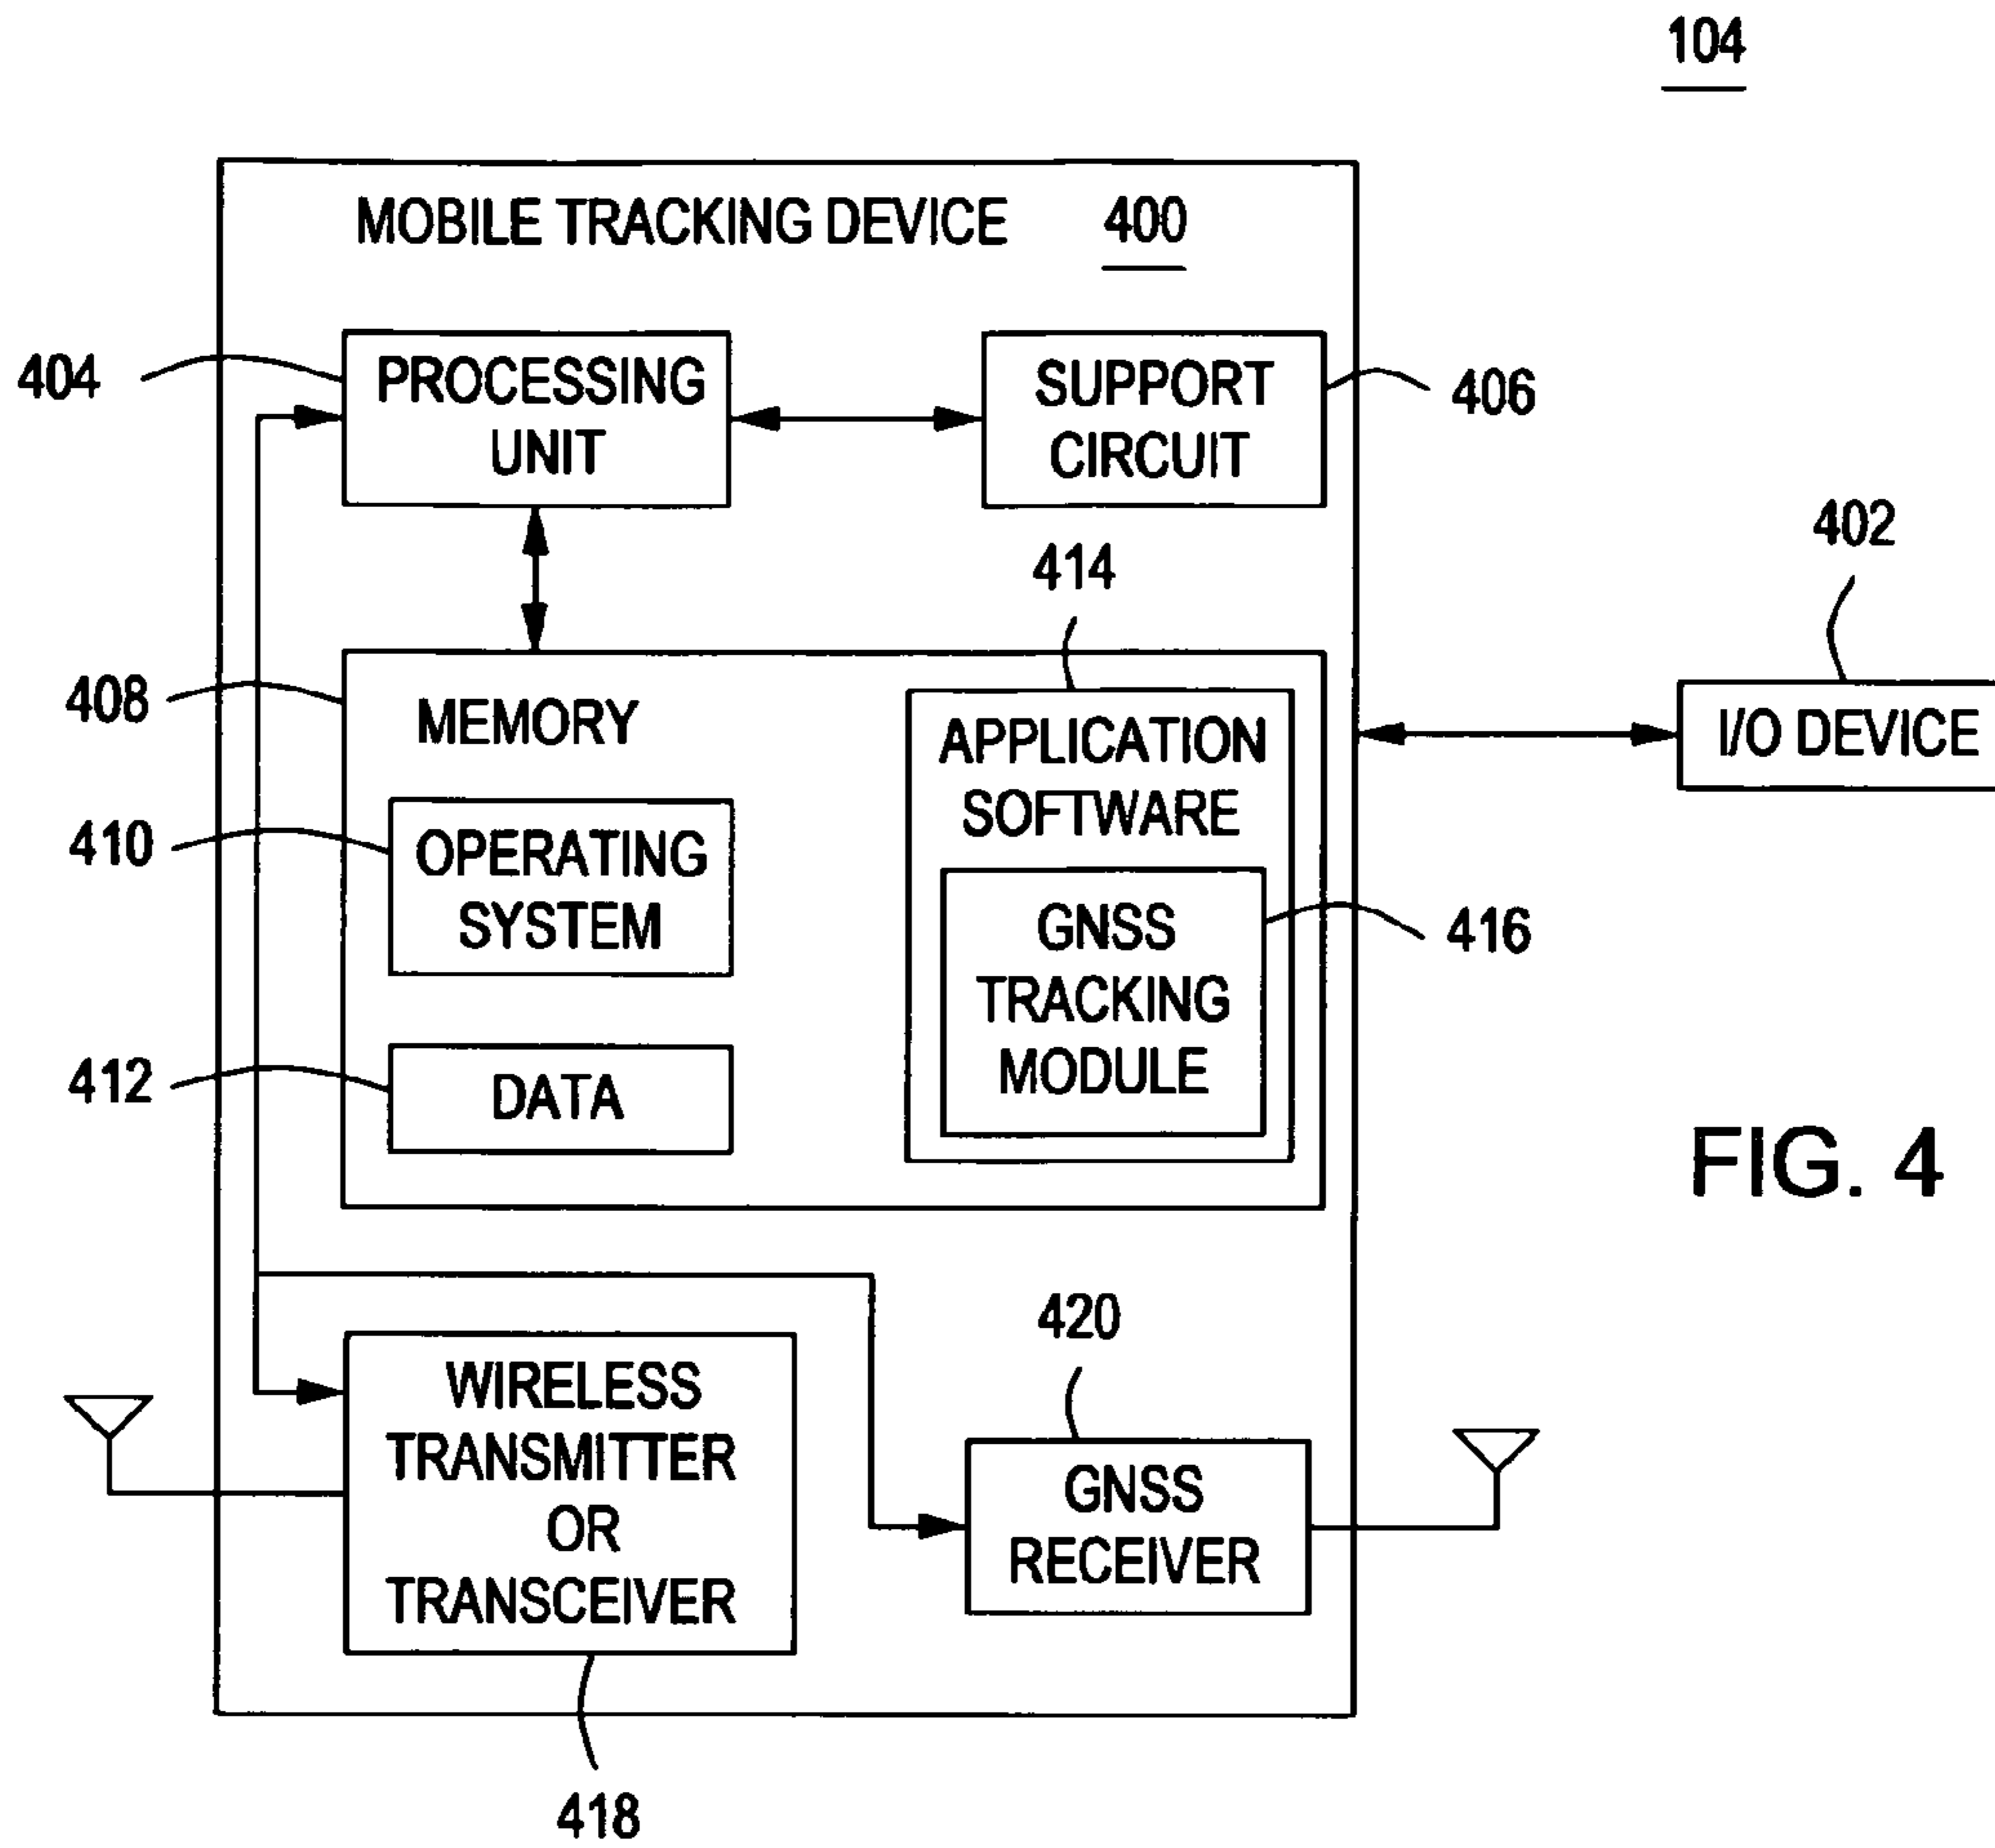 104
MOBILE TRACKING DEVICE 400
404
PROCESSING
UNIT
SUPPORT
CIRCUIT
406
402
I/O DEVICE
414
408
MEMORY
APPLICATION
SOFTWARE
410
OPERATING
SYSTEM
GNSS
TRACKING
MODULE
416
412
DATA
FIG. 4
420
WIRELESS
TRANSMITTER
OR
TRANSCEIVER
GNSS
RECEIVER
418